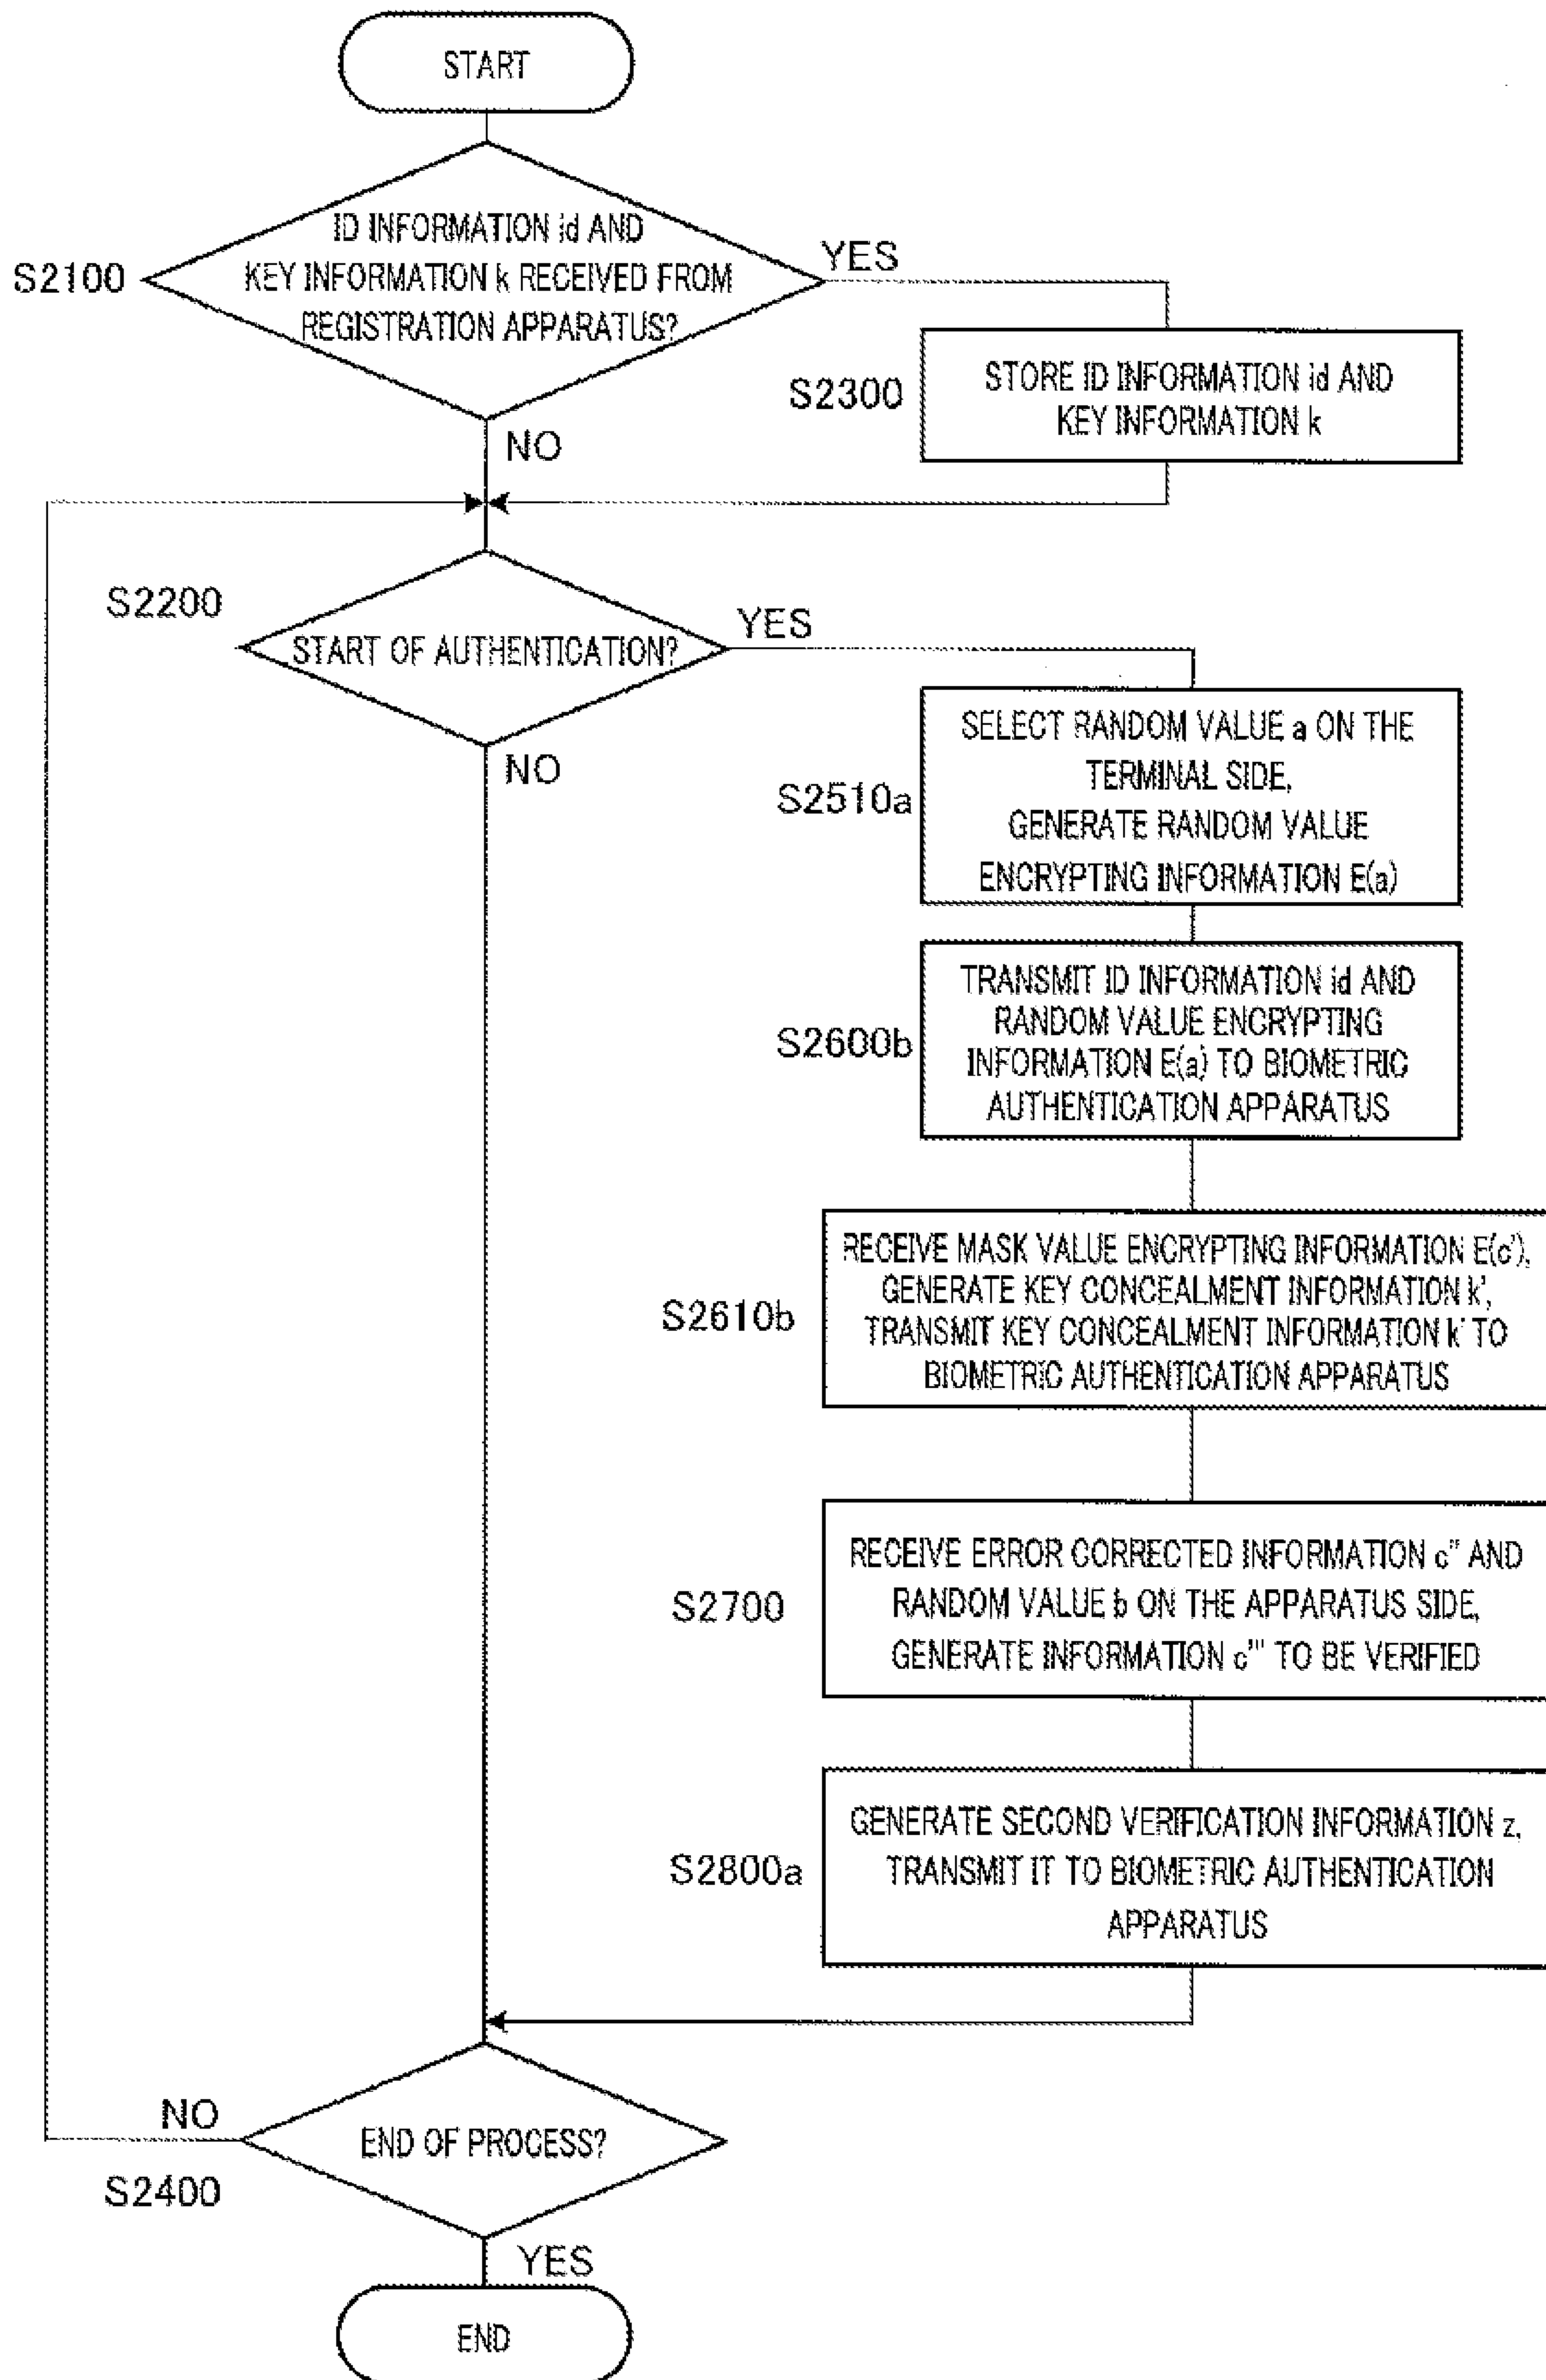 START
ID INFORMATION id AND
KEY INFORMATION k RECEIVED FROM
REGISTRATION APPARATUS?
S2100
YES
NO
S2300
STORE ID INFORMATION id AND
KEY INFORMATION k
S2200
START OF AUTHENTICATION?
YES
NO
S2510a
SELECT RANDOM VALUE a ON THE
TERMINAL SIDE,
GENERATE RANDOM VALUE
ENCRYPTING INFORMATION E(a)
S2600b
TRANSMIT ID INFORMATION id AND
RANDOM VALUE ENCRYPTING
INFORMATION E(a) TO BIOMETRIC
AUTHENTICATION APPARATUS
S2610b
RECEIVE MASK VALUE ENCRYPTING INFORMATION E(c'),
GENERATE KEY CONCEALMENT INFORMATION k',
TRANSMIT KEY CONCEALMENT INFORMATION k' TO
BIOMETRIC AUTHENTICATION APPARATUS
S2700
RECEIVE ERROR CORRECTED INFORMATION c'' AND
RANDOM VALUE b ON THE APPARATUS SIDE,
GENERATE INFORMATION c''' TO BE VERIFIED
S2800a
GENERATE SECOND VERIFICATION INFORMATION z,
TRANSMIT IT TO BIOMETRIC AUTHENTICATION
APPARATUS
NO
END OF PROCESS?
S2400
YES
END